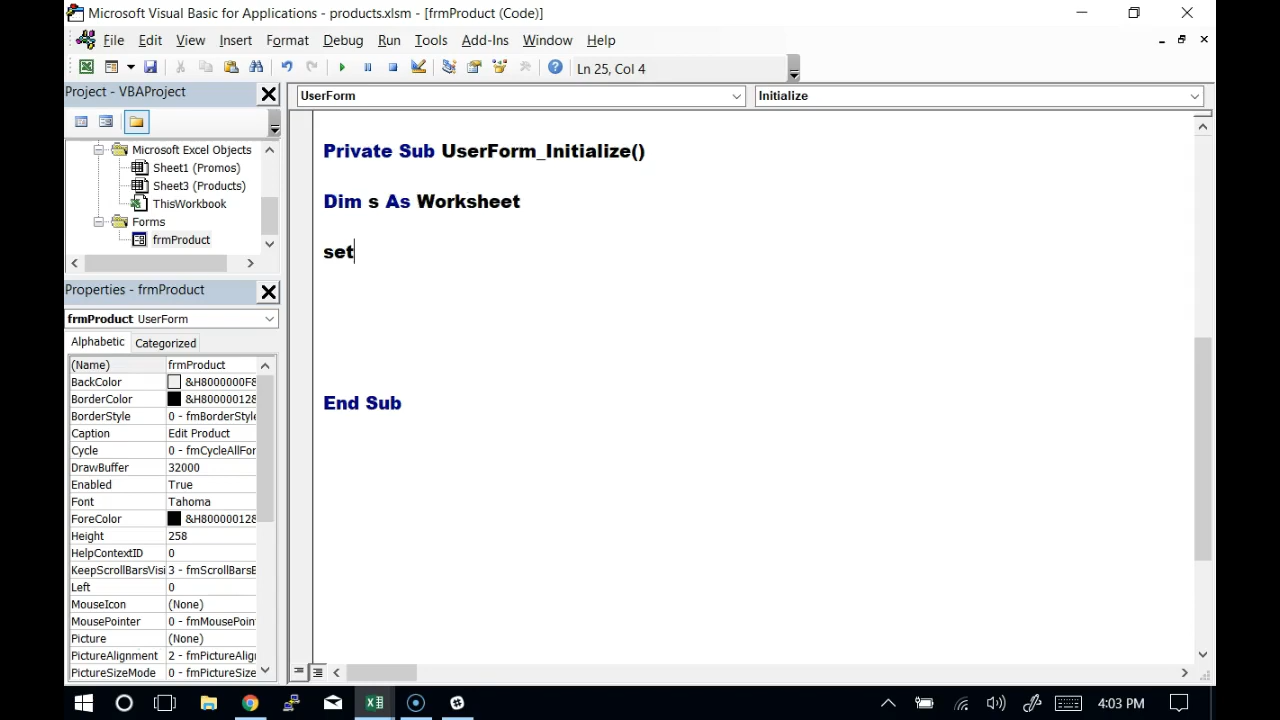 Microsoft Visual Basic for Applications - products.xlsm - [frmProduct (Code)]
File Edit View Insert Format Debug Run Tools Add-Ins Window Help
Ln 25, Col 4
Project - VBAProject
UserForm
Initialize
Microsoft Excel Objects
Sheet1 (Promos)
Sheet3 (Products)
ThisWorkbook
Forms
frmProduct
Private Sub UserForm_Initialize()
Dim s As Worksheet
set
End Sub
Properties - frmProduct
frmProduct UserForm
Alphabetic Categorized
(Name) frmProduct
BackColor &H8000000F&
BorderColor &H80000012&
BorderStyle 0 - fmBorderStyle
Caption Edit Product
Cycle 0 - fmCycleAllFor
DrawBuffer 32000
Enabled True
Font Tahoma
ForeColor &H80000012&
Height 258
HelpContextID 0
KeepScrollBarsVisi 3 - fmScrollBarsB
Left 0
MouseIcon (None)
MousePointer 0 - fmMousePoin
Picture (None)
PictureAlignment 2 - fmPictureAlig
PictureSizeMode 0 - fmPictureSize
4:03 PM